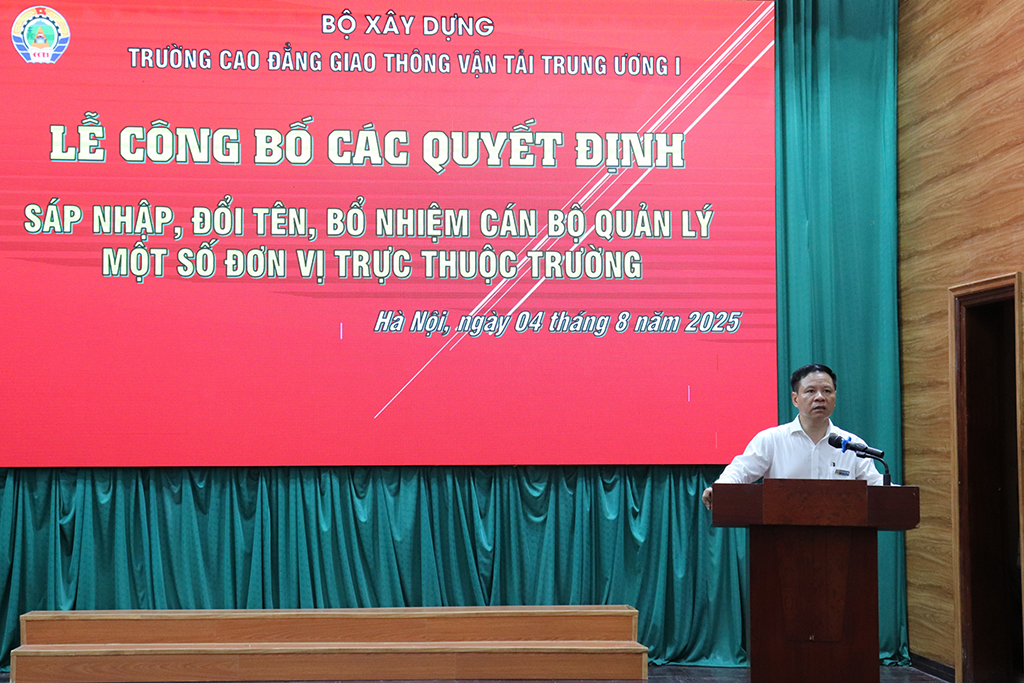 BỘ XÂY DỰNG
TRƯỜNG CAO ĐẲNG GIAO THÔNG VẬN TẢI TRUNG ƯƠNG I
LỄ CÔNG BỐ CÁC QUYẾT ĐỊNH
SÁP NHẬP, ĐỔI TÊN, BỔ NHIỆM CÁN BỘ QUẢN LÝ
MỘT SỐ ĐƠN VỊ TRỰC THUỘC TRƯỜNG
Hà Nội, ngày 04 tháng 8 năm 2025